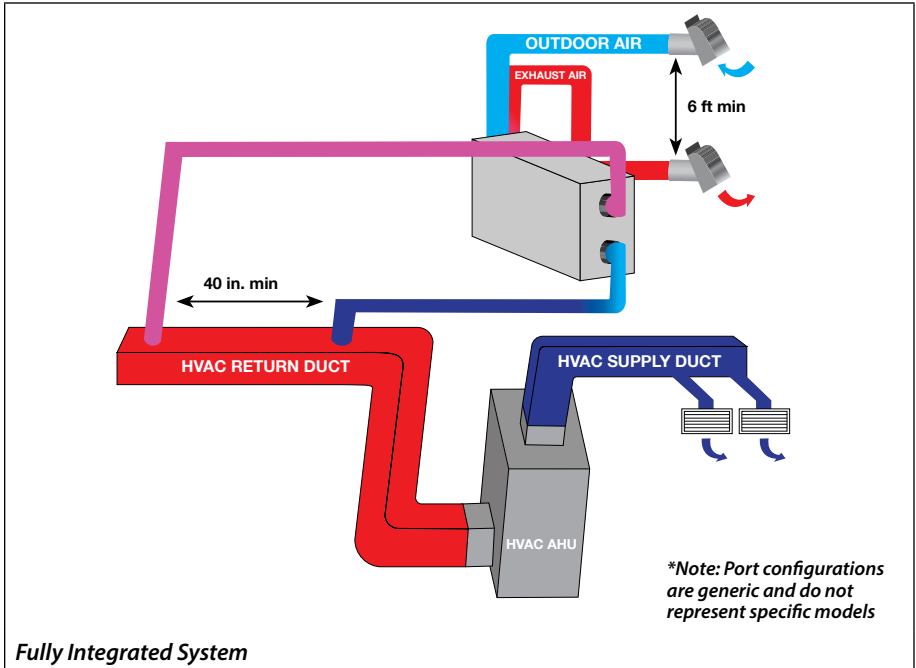 OUTDOOR AIR
EXHAUST AIR
6 ft min
40 in. min
HVAC RETURN DUCT
HVAC SUPPLY DUCT
HVAC AHU
*Note: Port configurations
are generic and do not
represent specific models
Fully Integrated System